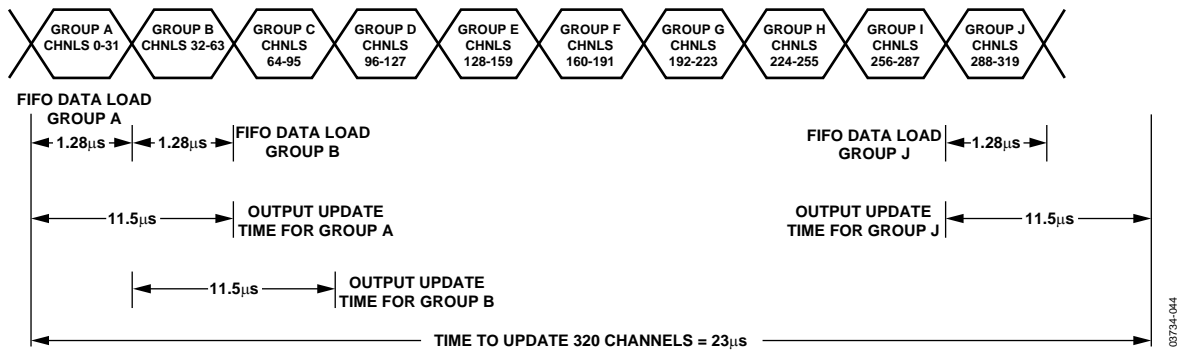 GROUP A
CHNLS 0-31
GROUP B
CHNLS 32-63
GROUP C
CHNLS
64-95
GROUP D
CHNLS
96-127
GROUP E
CHNLS
128-159
GROUP F
CHNLS
160-191
GROUP G
CHNLS
192-223
GROUP H
CHNLS
224-255
GROUP I
CHNLS
256-287
GROUP J
CHNLS
288-319
FIFO DATA LOAD
GROUP A
1.28μs
1.28μs
FIFO DATA LOAD
GROUP B
FIFO DATA LOAD
GROUP J
1.28μs
11.5μs
OUTPUT UPDATE
TIME FOR GROUP A
OUTPUT UPDATE
TIME FOR GROUP J
11.5μs
11.5μs
OUTPUT UPDATE
TIME FOR GROUP B
TIME TO UPDATE 320 CHANNELS = 23μs
03734-044